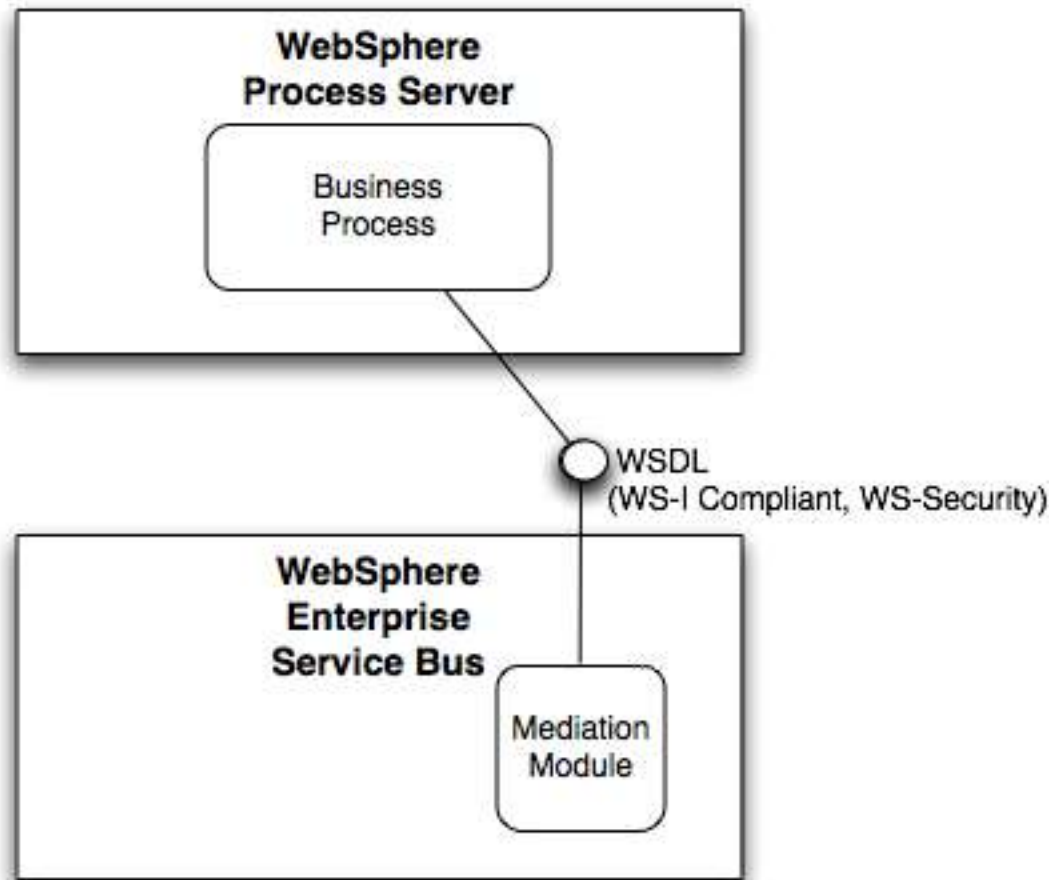 WebSphere
Process Server
Business
Process
WSDL
(WS-I Compliant, WS-Security)
WebSphere
Enterprise
Service Bus
Mediation
Module